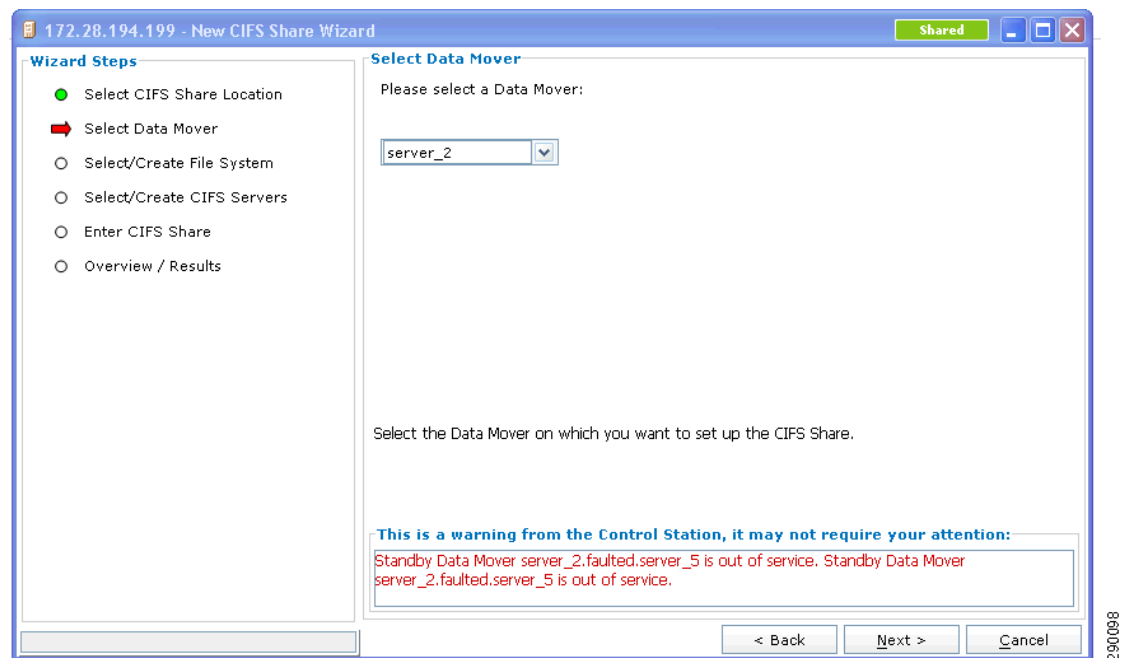 172.28.194.199 - New CIFS Share Wizard
Shared
Wizard Steps
Select CIFS Share Location
Select Data Mover
Select/Create File System
Select/Create CIFS Servers
Enter CIFS Share
Overview / Results
Select Data Mover
Please select a Data Mover:
server_2
Select the Data Mover on which you want to set up the CIFS Share.
This is a warning from the Control Station, it may not require your attention:
Standby Data Mover server_2.faulted.server_5 is out of service. Standby Data Mover
server_2.faulted.server_5 is out of service.
< Back
Next >
Cancel
290098